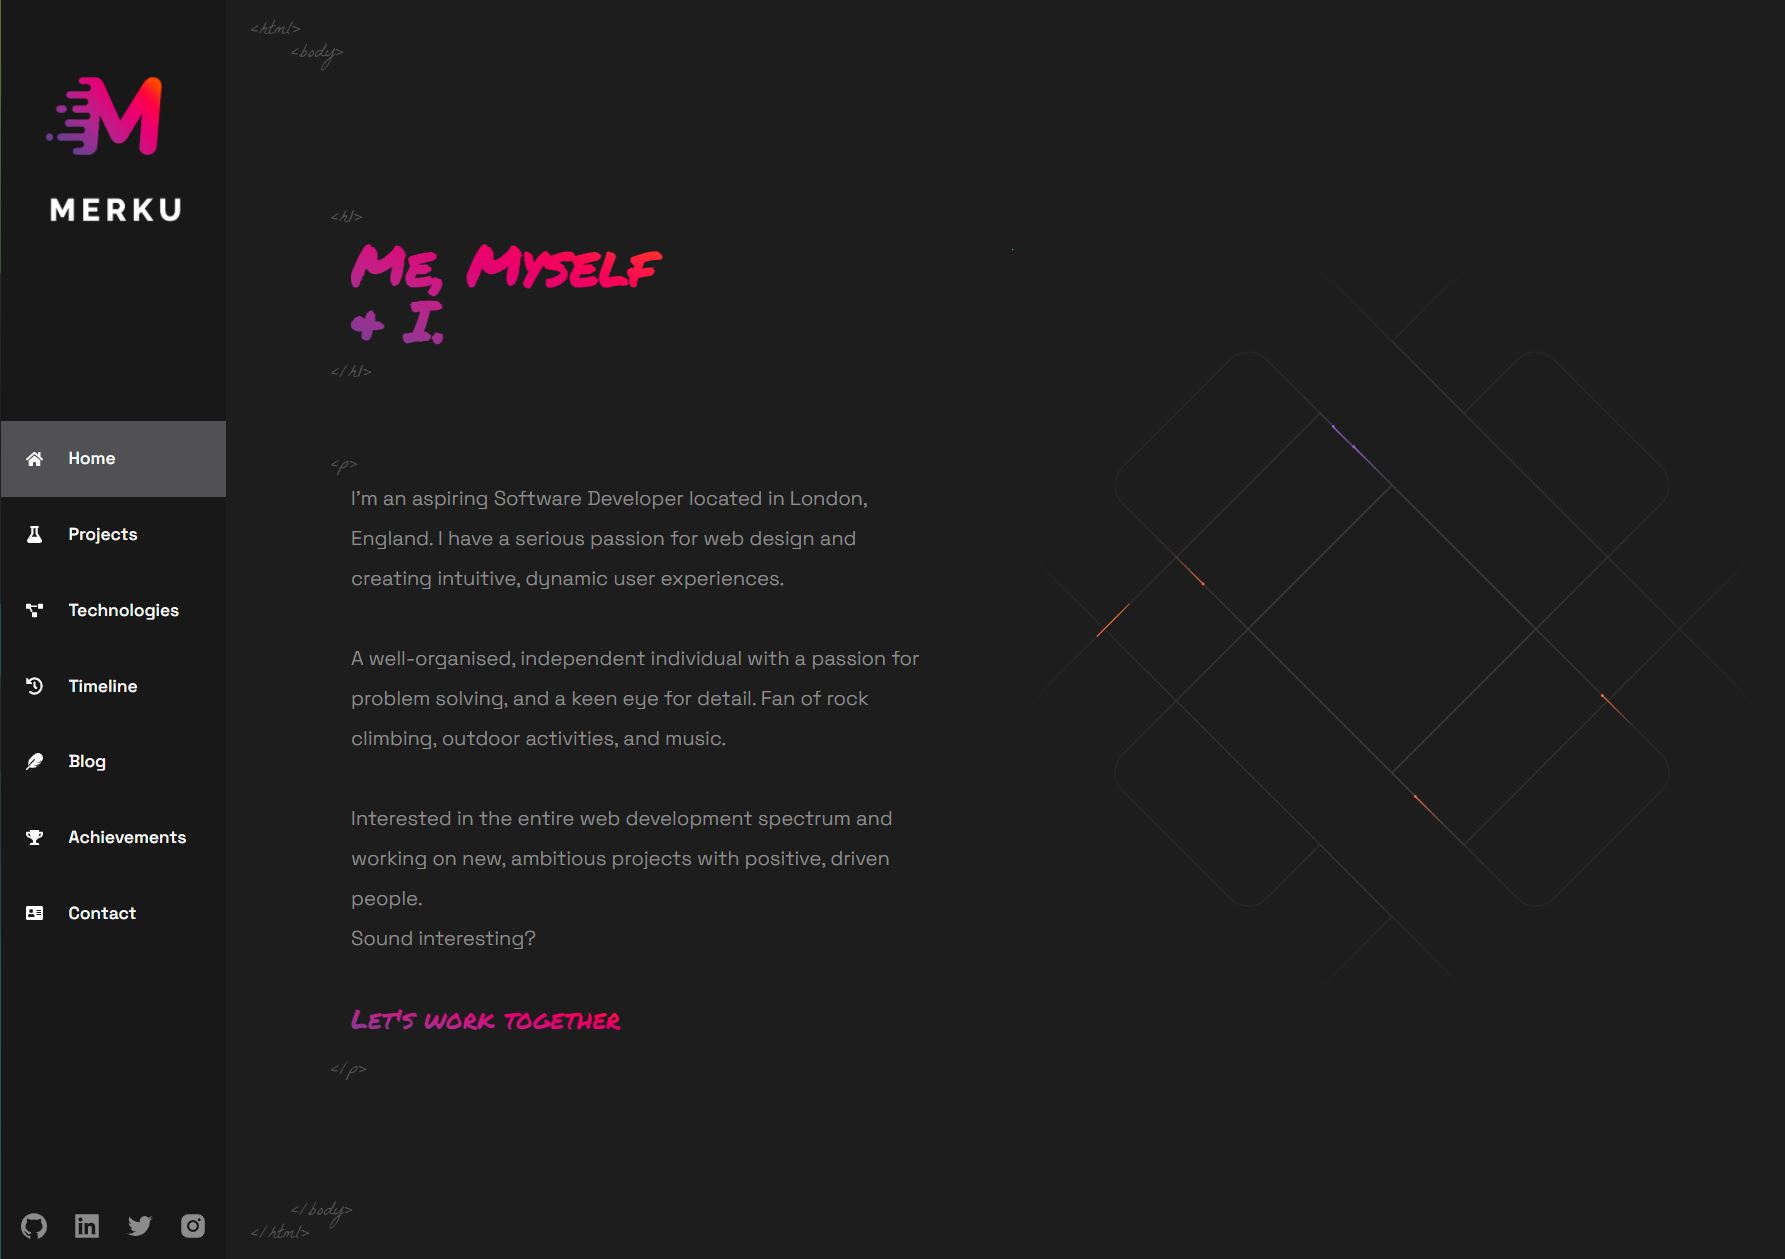 M
MERKU
Home
Projects
Technologies
Timeline
Blog
Achievements
Contact
<html>
<body>
<h1>
Me, Myself
& I.
</h1>
<p>
I'm an aspiring Software Developer located in London,
England. I have a serious passion for web design and
creating intuitive, dynamic user experiences.
A well-organised, independent individual with a passion for
problem solving, and a keen eye for detail. Fan of rock
climbing, outdoor activities, and music.
Interested in the entire web development spectrum and
working on new, ambitious projects with positive, driven
people.
Sound interesting?
Let's work together
</p>
</body>
</html>